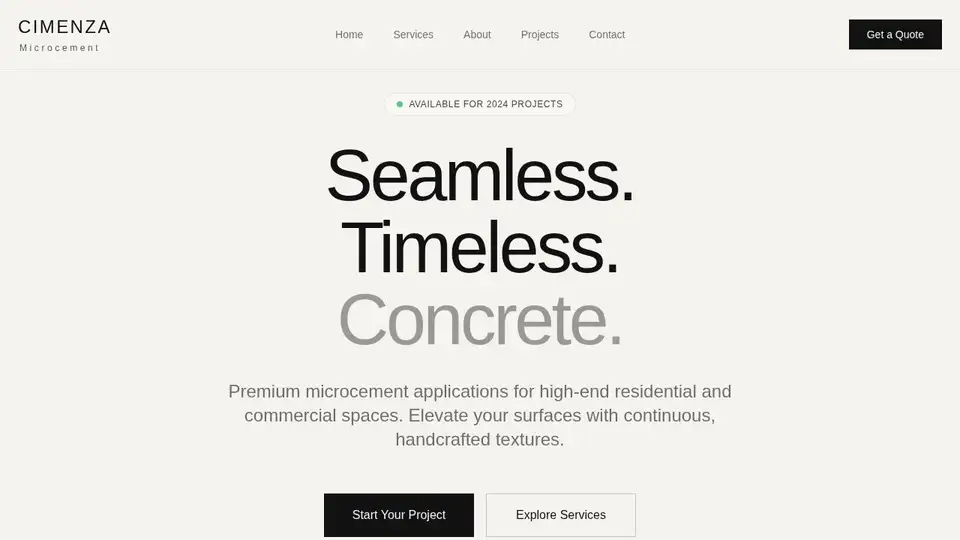 CIMENZA
Microcement
Home
Services
About
Projects
Contact
Get a Quote
AVAILABLE FOR 2024 PROJECTS
Seamless.
Timeless.
Concrete.
Premium microcement applications for high-end residential and
commercial spaces. Elevate your surfaces with continuous,
handcrafted textures.
Start Your Project
Explore Services